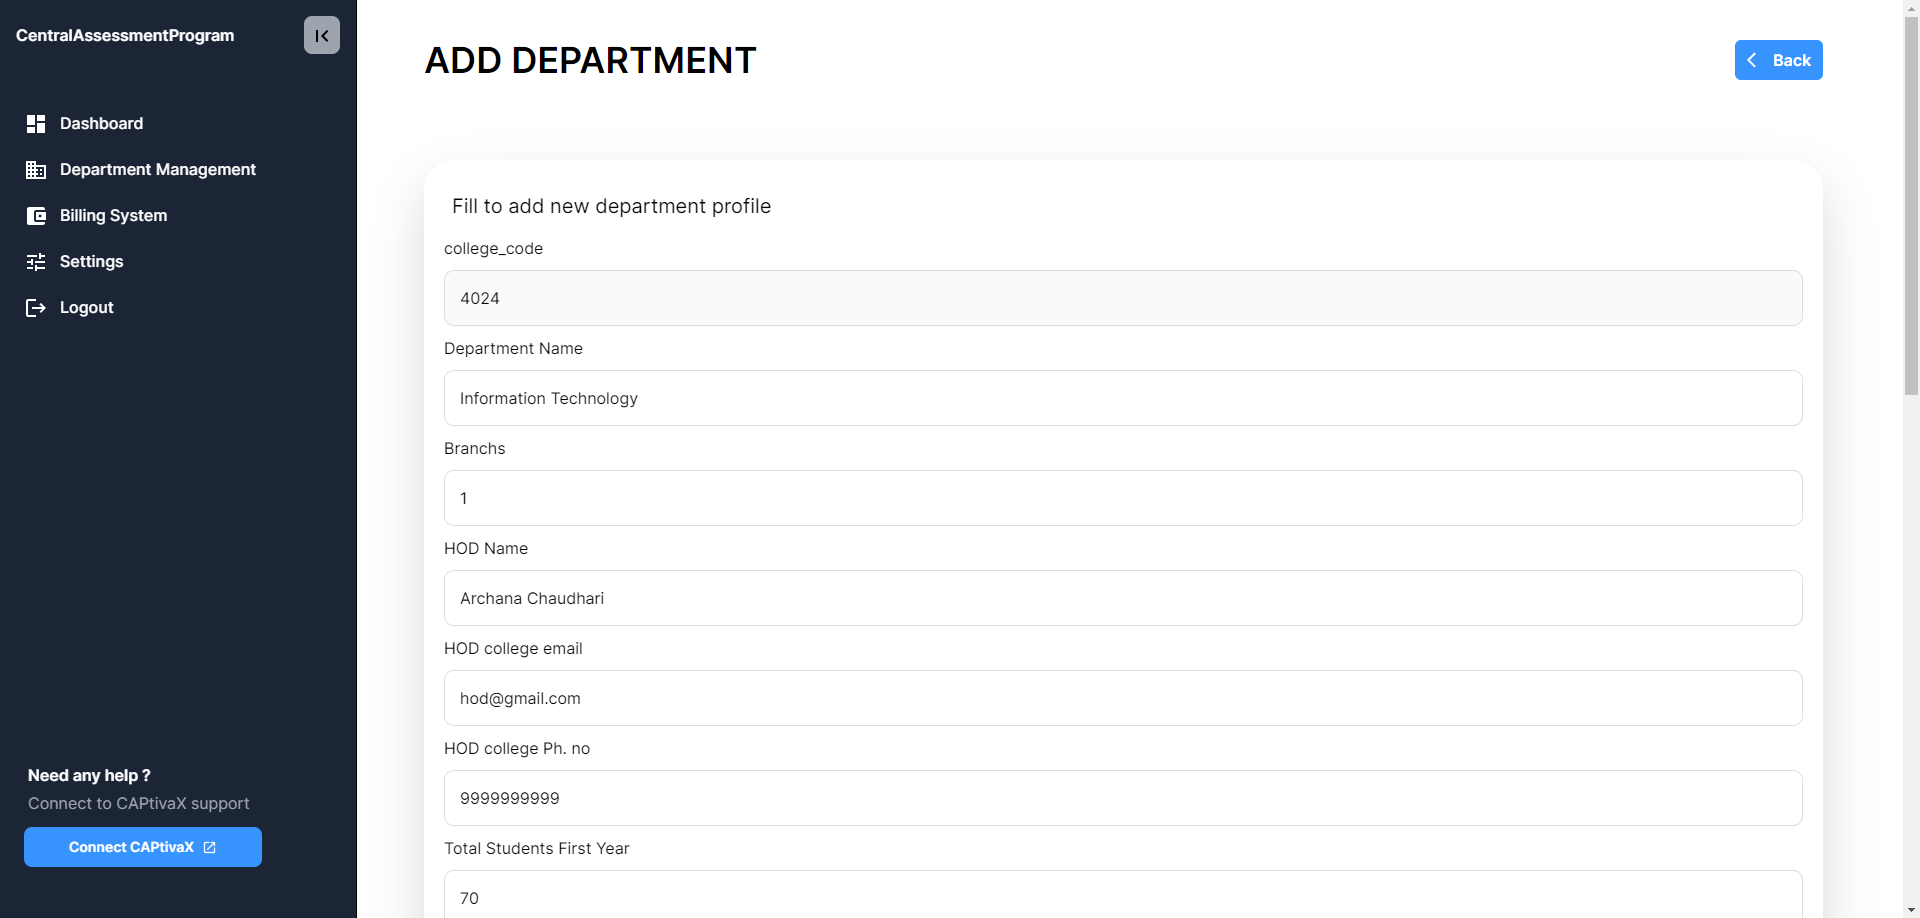 CentralAssessmentProgram
Dashboard
Department Management
Billing System
Settings
Logout
Need any help ?
Connect to CAPtivaX support
Connect CAPtivaX
ADD DEPARTMENT
Back
Fill to add new department profile
college_code
4024
Department Name
Information Technology
Branchs
1
HOD Name
Archana Chaudhari
HOD college email
hod@gmail.com
HOD college Ph. no
9999999999
Total Students First Year
70